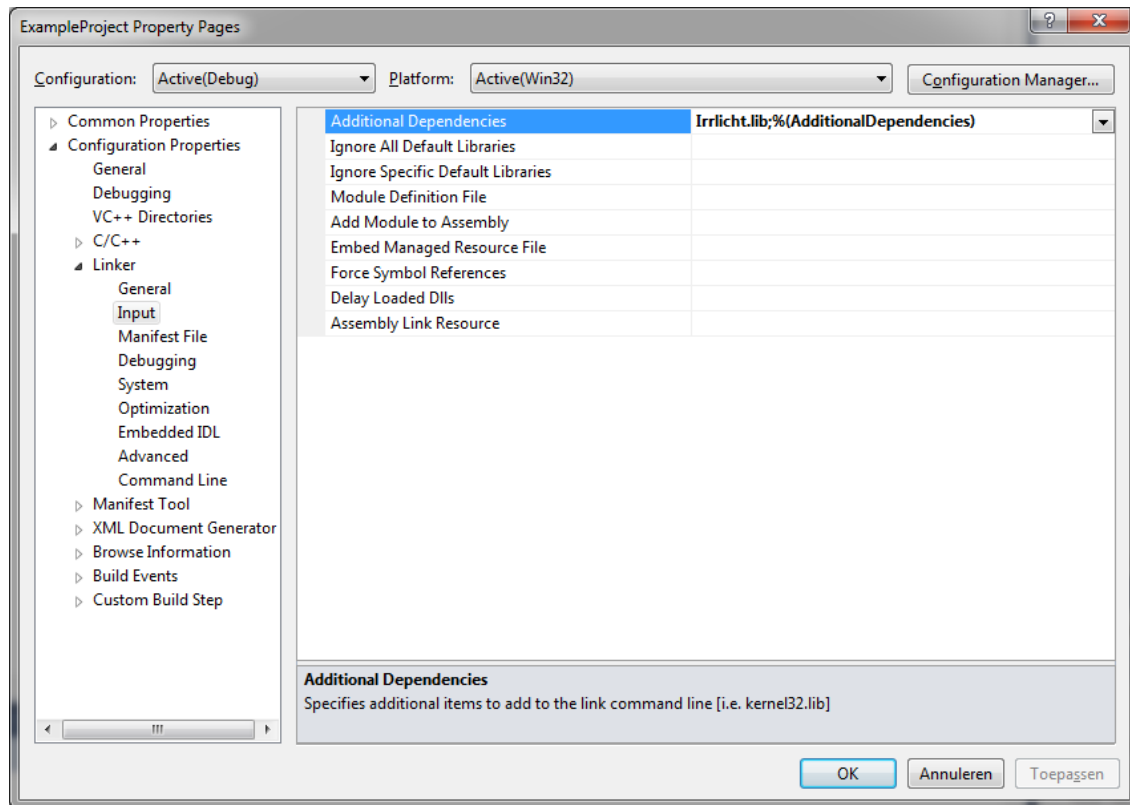 ExampleProject Property Pages
Configuration: Active(Debug) Platform: Active(Win32) Configuration Manager...
Common Properties
Configuration Properties
General
Debugging
VC++ Directories
C/C++
Linker
General
Input
Manifest File
Debugging
System
Optimization
Embedded IDL
Advanced
Command Line
Manifest Tool
XML Document Generator
Browse Information
Build Events
Custom Build Step
Additional Dependencies Irrlicht.lib;%(AdditionalDependencies)
Ignore All Default Libraries
Ignore Specific Default Libraries
Module Definition File
Add Module to Assembly
Embed Managed Resource File
Force Symbol References
Delay Loaded Dlls
Assembly Link Resource
Additional Dependencies
Specifies additional items to add to the link command line [i.e. kernel32.lib]
OK Annuleren Toepassen